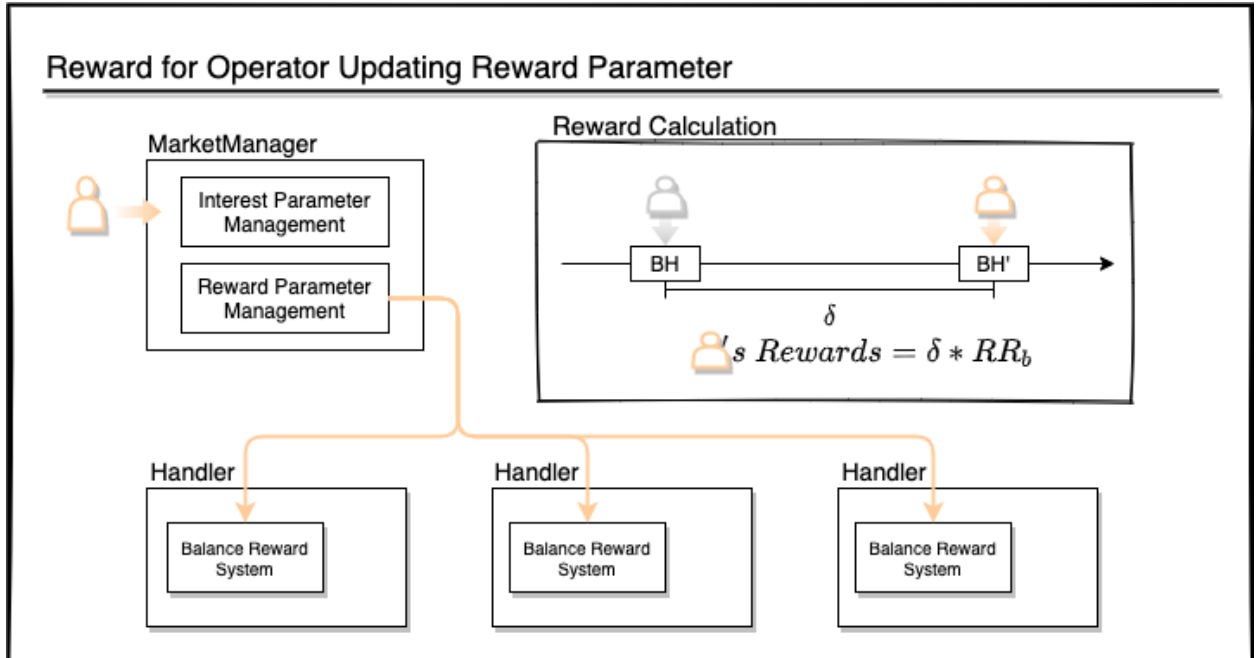 Reward for Operator Updating Reward Parameter
MarketManager
Interest Parameter
Management
Reward Parameter
Management
Reward Calculation
BH
BH'
δ
's Rewards = δ * RR_b
Handler
Balance Reward
System
Handler
Balance Reward
System
Handler
Balance Reward
System